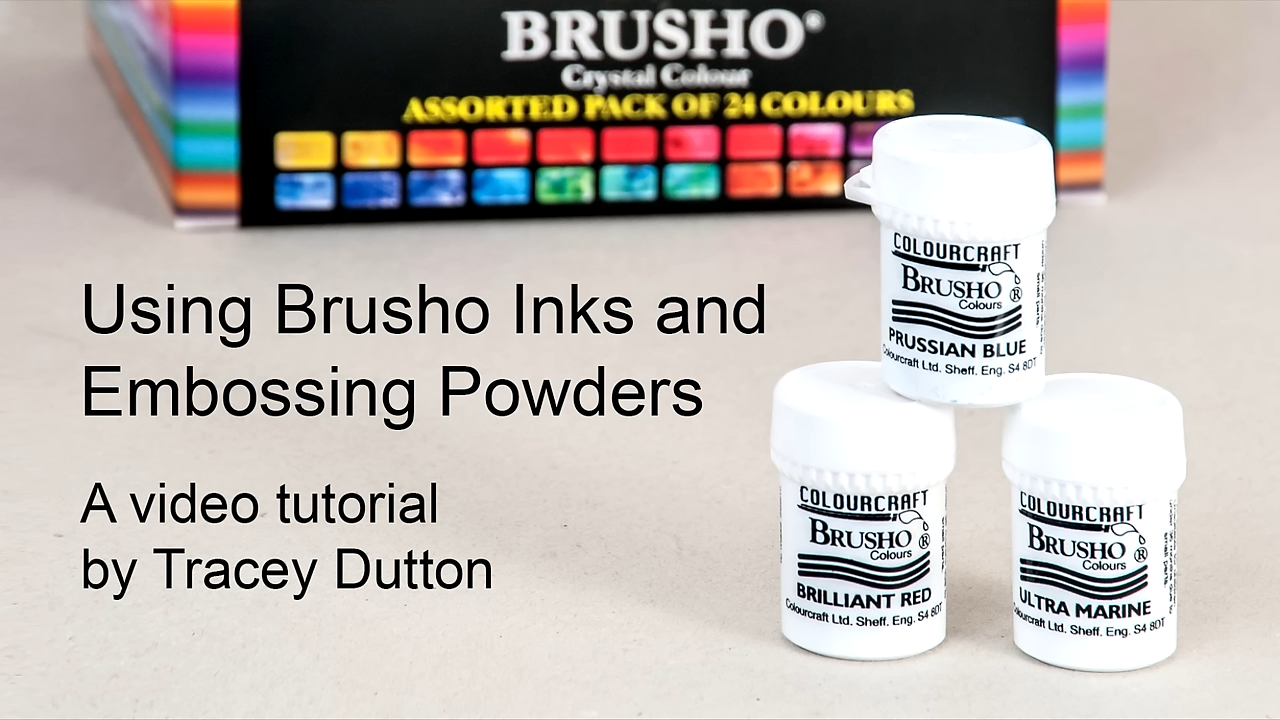 BRUSHO®
Crystal Colour
ASSORTED PACK OF 24 COLOURS
Using Brusho Inks and
Embossing Powders
A video tutorial
by Tracey Dutton
COLOURCRAFT
BRUSHO ®
Colours
PRUSSIAN BLUE
Colourcraft Ltd. Sheff. Eng. S4 8DT
COLOURCRAFT
BRUSHO ®
Colours
BRILLIANT RED
Colourcraft Ltd. Sheff. Eng. S4 8DT
COLOURCRAFT
BRUSHO ®
Colours
ULTRA MARINE
Colourcraft Ltd. Sheff. Eng. S4 8DT
small parts.